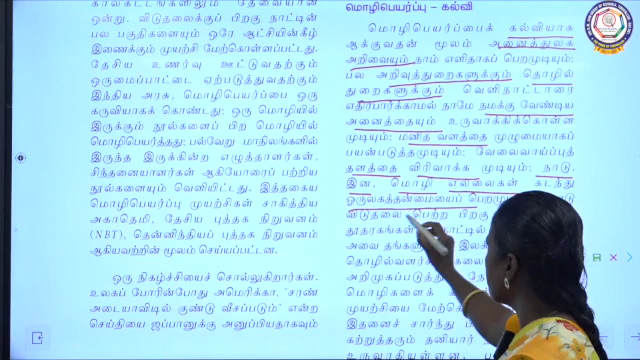 காலகட்டங்களிலும் தேவையான
ஒன்று. விடுதலைக்குப் பிறகு நாட்டின்
பல பகுதிகளையும் ஒரே ஆட்சியின்கீழ்
இணைக்கும் முயற்சி மேற்கொள்ளப்பட்டது.
தேசிய உணர்வு ஊட்டுவதற்கும்
ஒருமைப்பாட்டை ஏற்படுத்துவதற்கும்
இந்திய அரசு, மொழிபெயர்ப்பை ஒரு
கருவியாகக் கொண்டது; ஒரு மொழியில்
இருக்கும் நூல்களைப் பிற மொழியில்
மொழிபெயர்த்தது; பல்வேறு மாநிலங்களில்
இருந்த இருக்கின்ற எழுத்தாளர்கள்,
சிந்தனையாளர்கள் ஆகியோரைப் பற்றிய
நூல்களையும் வெளியிட்டது. இத்தகைய
மொழிபெயர்ப்பு முயற்சிகள் சாகித்திய
அகாதெமி, தேசிய புத்தக நிறுவனம்
(NBT), தென்னிந்தியப் புத்தக நிறுவனம்
ஆகியவற்றின் மூலம் செய்யப்பட்டன.
ஒரு நிகழ்ச்சியைச் சொல்லுகிறார்கள்.
உலகப் போரின்போது அமெரிக்கா, 'சரண்
அடையாவிடில் குண்டு வீசப்படும்' என்ற
செய்தியை ஜப்பானுக்கு அனுப்பியதாகவும்
மொழிபெயர்ப்பு - கல்வி
மொழிபெயர்ப்பைக் கல்வியாக
ஆக்குவதன் மூலம் அனைத்துலக
அறிவையும் நாம் எளிதாகப் பெறமுடியும்;
பல அறிவுத்துறைகளுக்கும் தொழில்
துறைகளுக்கும் வெளிநாட்டாரை
எதிர்பார்க்காமல் நாமே நமக்கு வேண்டிய
அனைத்தையும் உருவாக்கிக்கொள்ள
முடியும்; மனித வளத்தை முழுமையாகப்
பயன்படுத்தமுடியும்; வேலைவாய்ப்புத்
தளத்தை விரிவாக்க முடியும்; நாடு,
இன, மொழி எல்லைகள் கடந்து
ஓருலகத்தன்மையைப் பெறமுடியும்.
விடுதலை பெற்ற பிறகு
தூதரகங்கள் நாட்டில்
அவை தங்களு இலக்
தொழில்வளர்ச் கலை
அறிமுகப்படுத்து நே
மொழிகளைக் க
முயற்சியை மேற்கெ
இதனைச் சார்ந்து ம
கற்றுத்தரும் தனியார்
உருவாகியுள்ளன.